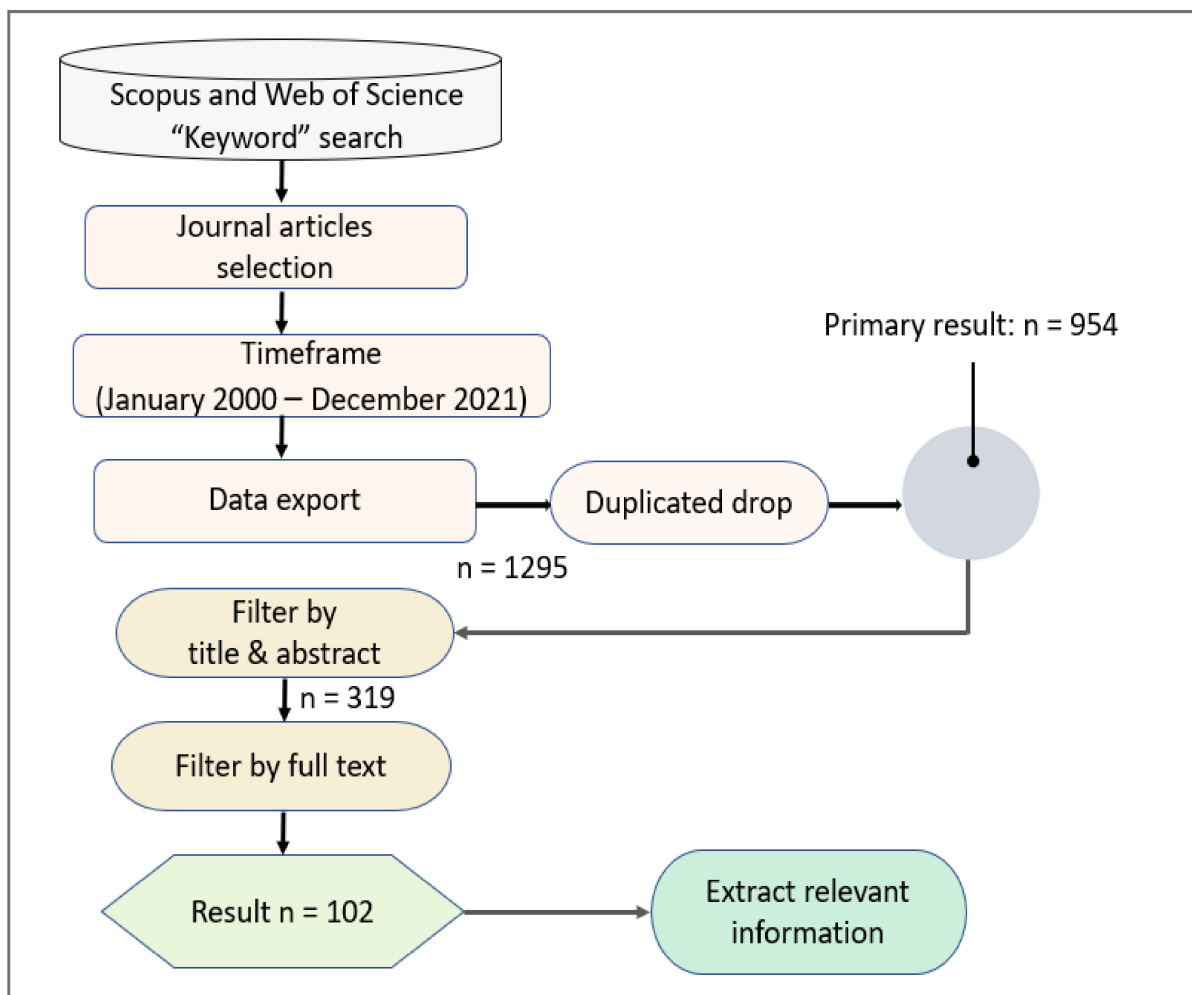 Scopus and Web of Science
“Keyword” search
Journal articles
selection
Timeframe
(January 2000 – December 2021)
Data export
n = 1295
Duplicated drop
Primary result: n = 954
Filter by
title & abstract
n = 319
Filter by full text
Result n = 102
Extract relevant
information